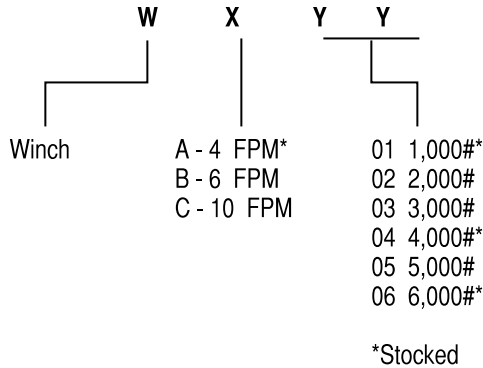 W X Y Y
Winch
A - 4 FPM*
B - 6 FPM
C - 10 FPM
01 1,000#*
02 2,000#
03 3,000#
04 4,000#*
05 5,000#
06 6,000#*
*Stocked